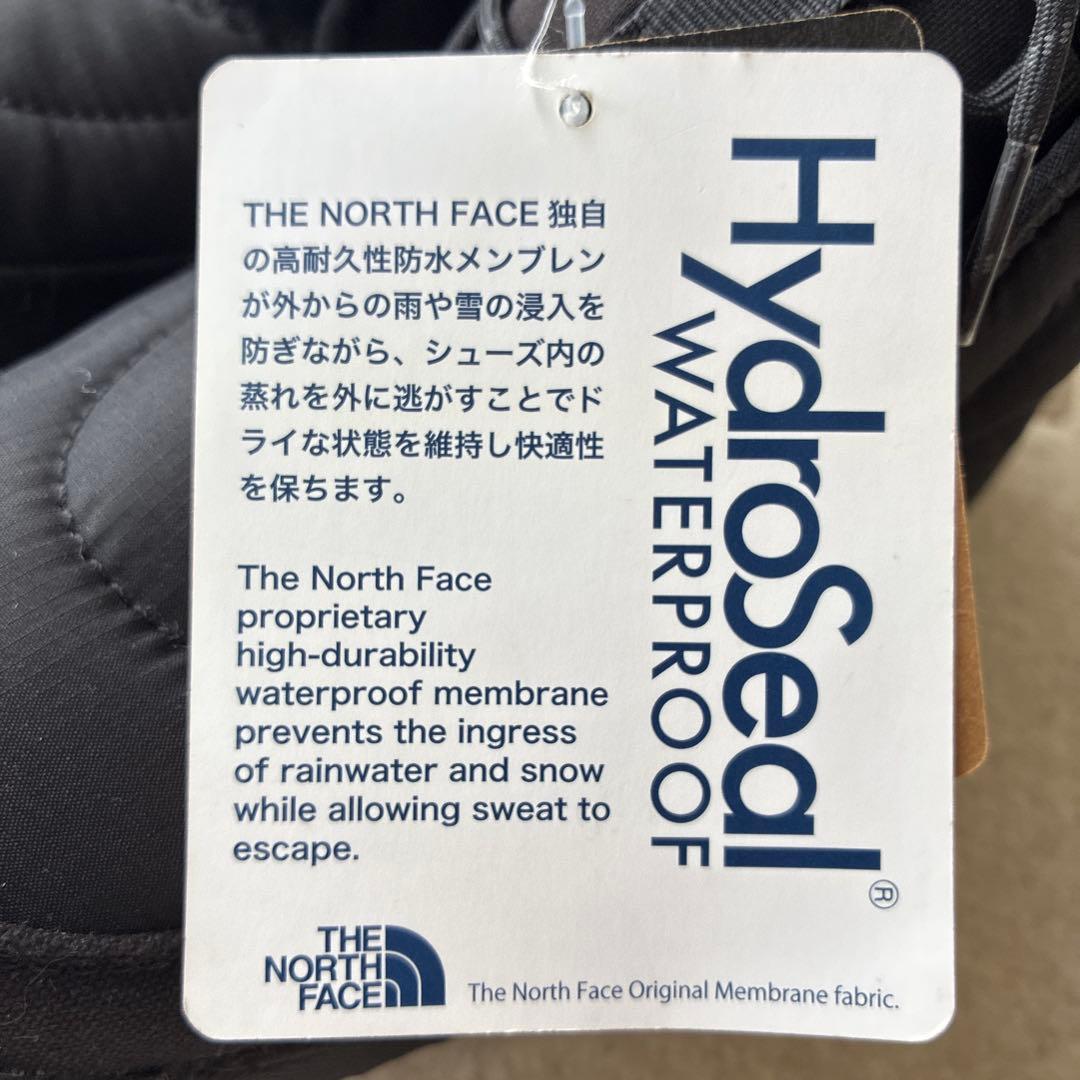 THE NORTH FACE 独自
の高耐久性防水メンブレン
が外からの雨や雪の浸入を
防ぎながら、シューズ内の
蒸れを外に逃がすことでド
ライな状態を維持し快適性
を保ちます。
The North Face
proprietary
high-durability
waterproof membrane
prevents the ingress
of rainwater and snow
while allowing sweat to
escape.
HydroSeal®
WATERPROOF
THE
NORTH
FACE
The North Face Original Membrane fabric.